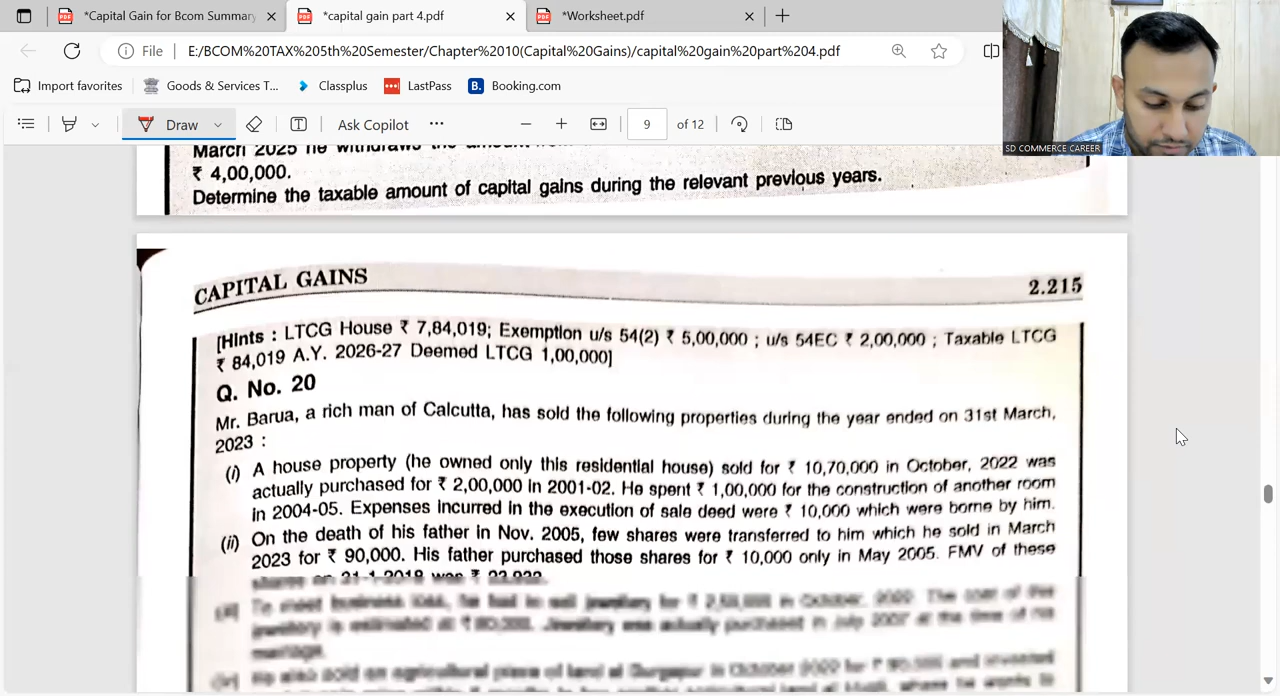 *Capital Gain for Bcom Summary
*capital gain part 4.pdf
*Worksheet.pdf
File
E:/BCOM%20TAX%205th%20Semester/Chapter%2010(Capital%20Gains)/capital%20gain%20part%204.pdf
Import favorites
Goods & Services T...
Classplus
LastPass
Booking.com
Draw
Ask Copilot
9
of 12
SD COMMERCE CAREER
March 2025 he withdraws the amount
₹ 4,00,000.
Determine the taxable amount of capital gains during the relevant previous years.
CAPITAL GAINS
2.215
[Hints : LTCG House ₹ 7,84,019; Exemption u/s 54(2) ₹ 5,00,000 ; u/s 54EC ₹ 2,00,000 ; Taxable LTCG
₹ 84,019 A.Y. 2026-27 Deemed LTCG 1,00,000]
Q. No. 20
Mr. Barua, a rich man of Calcutta, has sold the following properties during the year ended on 31st March,
2023 :
(i) A house property (he owned only this residential house) sold for ₹ 10,70,000 in October, 2022 was
actually purchased for ₹ 2,00,000 in 2001-02. He spent ₹ 1,00,000 for the construction of another room
in 2004-05. Expenses incurred in the execution of sale deed were ₹ 10,000 which were borne by him.
(ii) On the death of his father in Nov. 2005, few shares were transferred to him which he sold in March
2023 for ₹ 90,000. His father purchased those shares for ₹ 10,000 only in May 2005. FMV of these